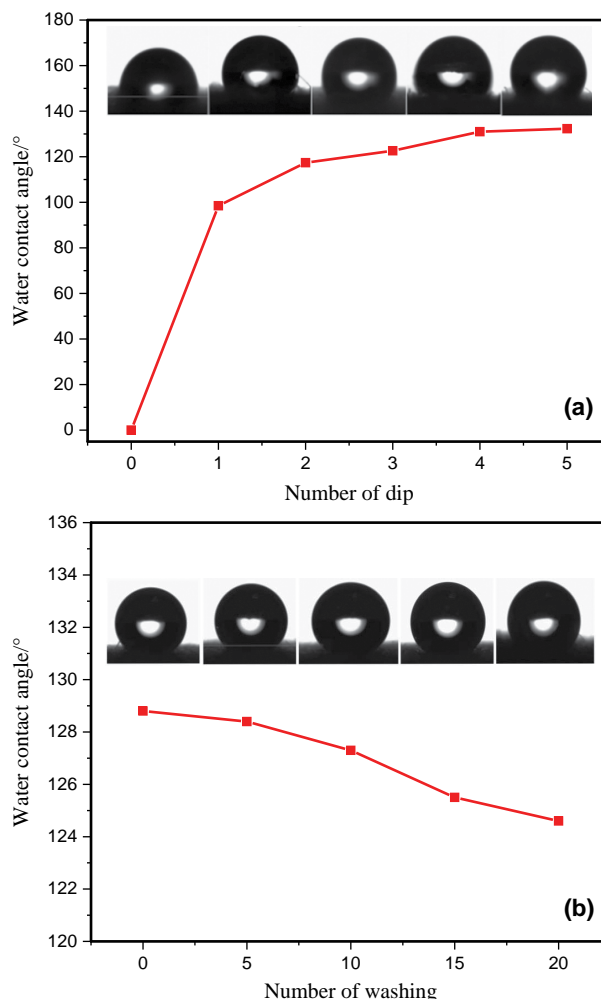 180
160
140
120
100
80
60
40
20
0
Water contact angle/°
(a)
0 1 2 3 4 5
Number of dip
136
134
132
130
128
126
124
122
120
Water contact angle/°
(b)
0 5 10 15 20
Number of washing